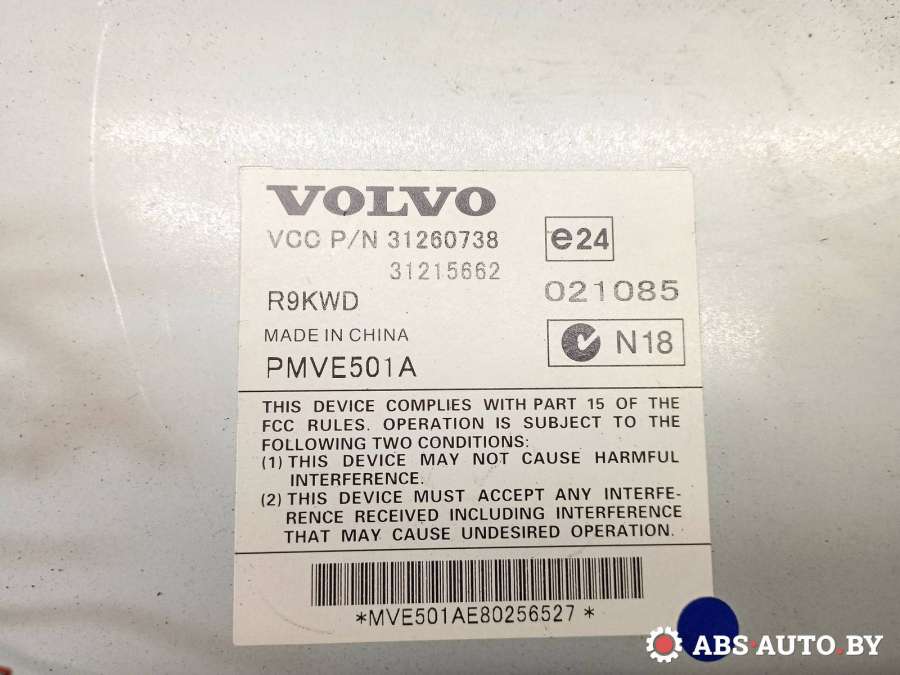 VOLVO
VCC P/N 31260738
31215662
e24
R9KWD
021085
MADE IN CHINA
N18
PMVE501A
THIS DEVICE COMPLIES WITH PART 15 OF THE
FCC RULES. OPERATION IS SUBJECT TO THE
FOLLOWING TWO CONDITIONS:
(1) THIS DEVICE MAY NOT CAUSE HARMFUL
INTERFERENCE.
(2) THIS DEVICE MUST ACCEPT ANY INTERFE-
RENCE RECEIVED INCLUDING INTERFERENCE
THAT MAY CAUSE UNDESIRED OPERATION.
*MVE501AE80256527*
ABS-AUTO.BY